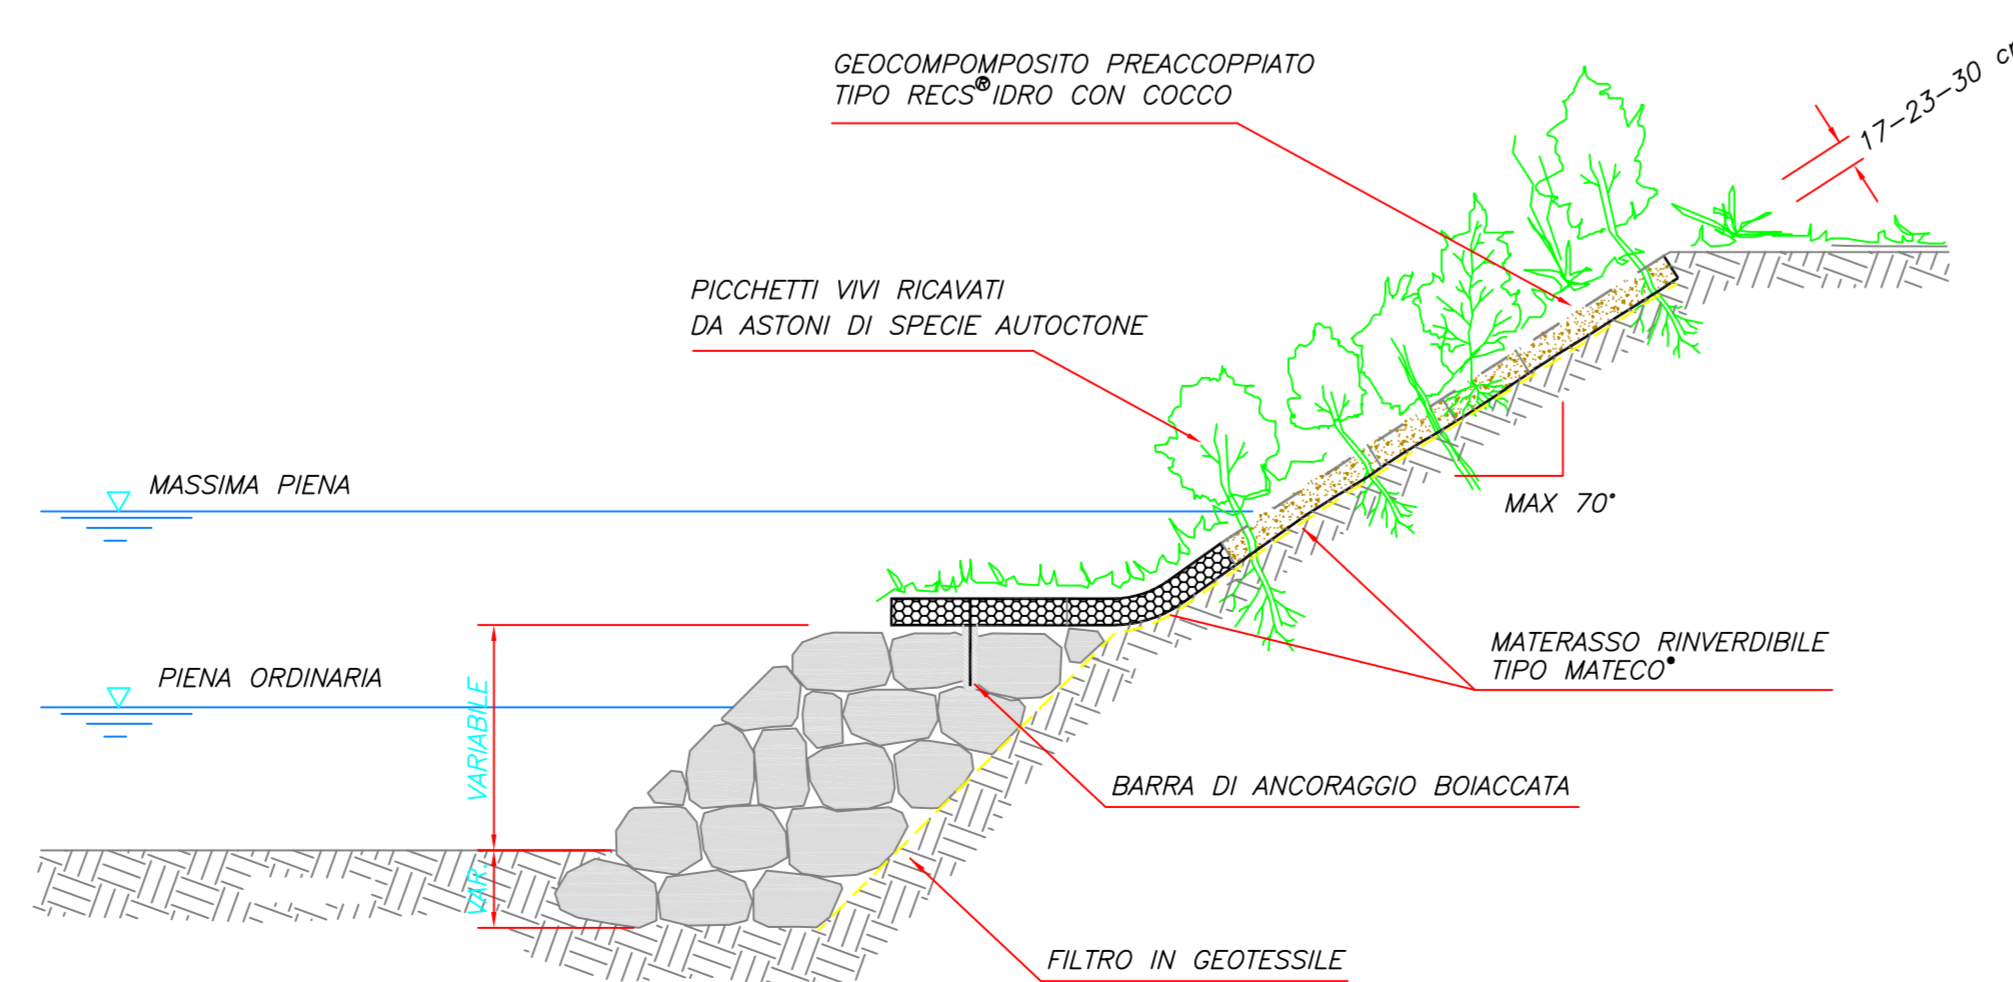 GEOCOMPOMPOSITO PREACCOPPIATO
TIPO RECS® IDRO CON COCCO
17-23-30 c
PICCHETTI VIVI RICAVATI
DA ASTONI DI SPECIE AUTOCTONE
MASSIMA PIENA
MAX 70°
MATERASSO RINVERDIBILE
TIPO MATECO
PIENA ORDINARIA
VARIABILE
BARRA DI ANCORAGGIO BOIACCATA
VAR.
FILTRO IN GEOTESSILE